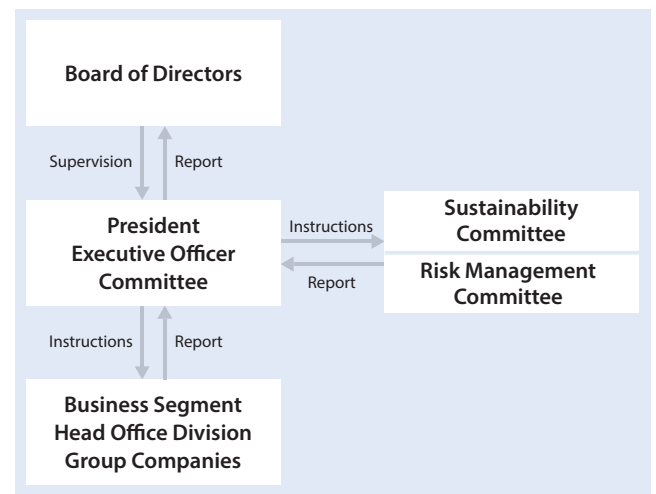 Board of Directors
Supervision
Report
President
Executive Officer
Committee
Instructions
Report
Sustainability
Committee
Risk Management
Committee
Instructions
Report
Business Segment
Head Office Division
Group Companies